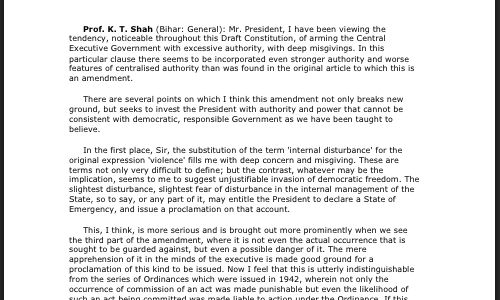 Prof. K. T. Shah (Bihar: General): Mr. President, I have been viewing the
tendency, noticeable throughout this Draft Constitution, of arming the Central
Executive Government with excessive authority, with deep misgivings. In this
particular clause there seems to be incorporated even stronger authority and worse
features of centralised authority than was found in the original article to which this is
an amendment.
There are several points on which I think this amendment not only breaks new
ground, but seeks to invest the President with authority and power that cannot be
consistent with democratic, responsible Government as we have been taught to
believe.
In the first place, Sir, the substitution of the term 'internal disturbance' for the
original expression 'violence' fills me with deep concern and misgiving. These are
terms not only very difficult to define; but the contrast, whatever may be the
implication, seems to me to suggest unjustifiable invasion of democratic freedom. The
slightest disturbance, slightest fear of disturbance in the internal management of the
State, so to say, or any part of it, may entitle the President to declare a State of
Emergency, and issue a proclamation on that account.
This, I think, is more serious and is brought out more prominently when we see
the third part of the amendment, where it is not even the actual occurrence that is
sought to be guarded against, but even a possible danger of it. The mere
apprehension of it in the minds of the executive is made good ground for a
proclamation of this kind to be issued. Now I feel that this is utterly indistinguishable
from the series of Ordinances which were issued in 1942, wherein not only the
occurrence of commission of an act was made punishable but even the likelihood of
such an act being committed was made liable to action under the Ordinance. If this